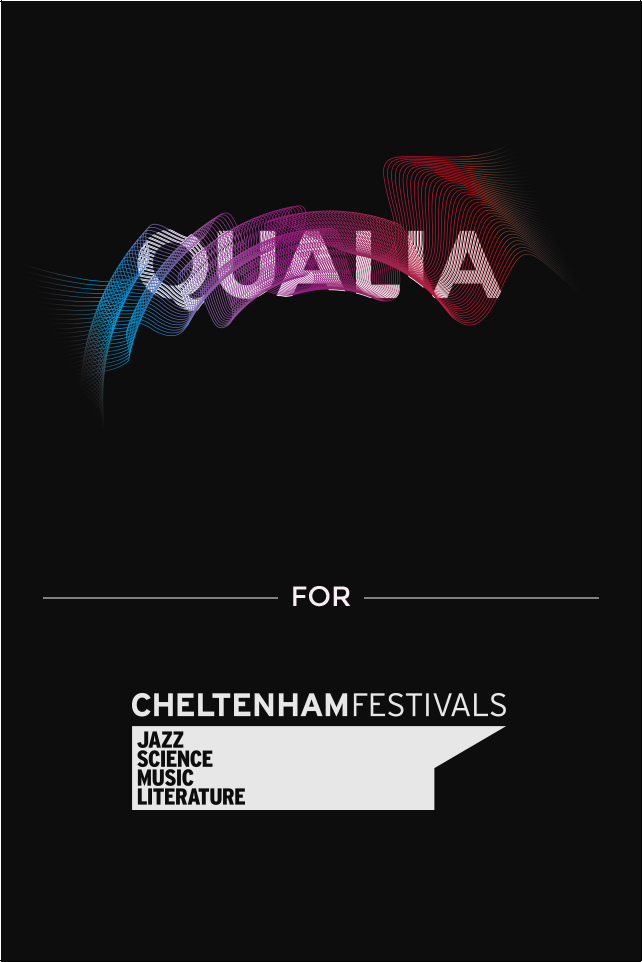 QUALIA
FOR
CHELTENHAMFESTIVALS
JAZZ
SCIENCE
MUSIC
LITERATURE